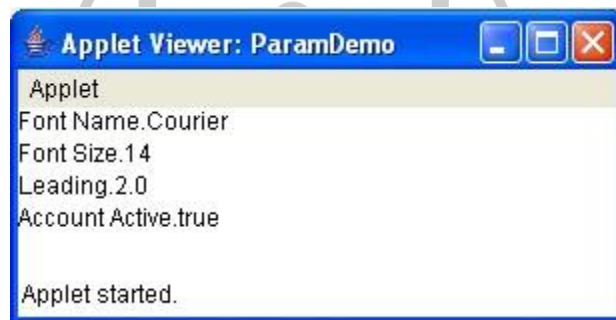 Applet Viewer: ParamDemo
Applet
Font Name.Courier
Font Size.14
Leading.2.0
Account Active.true
Applet started.